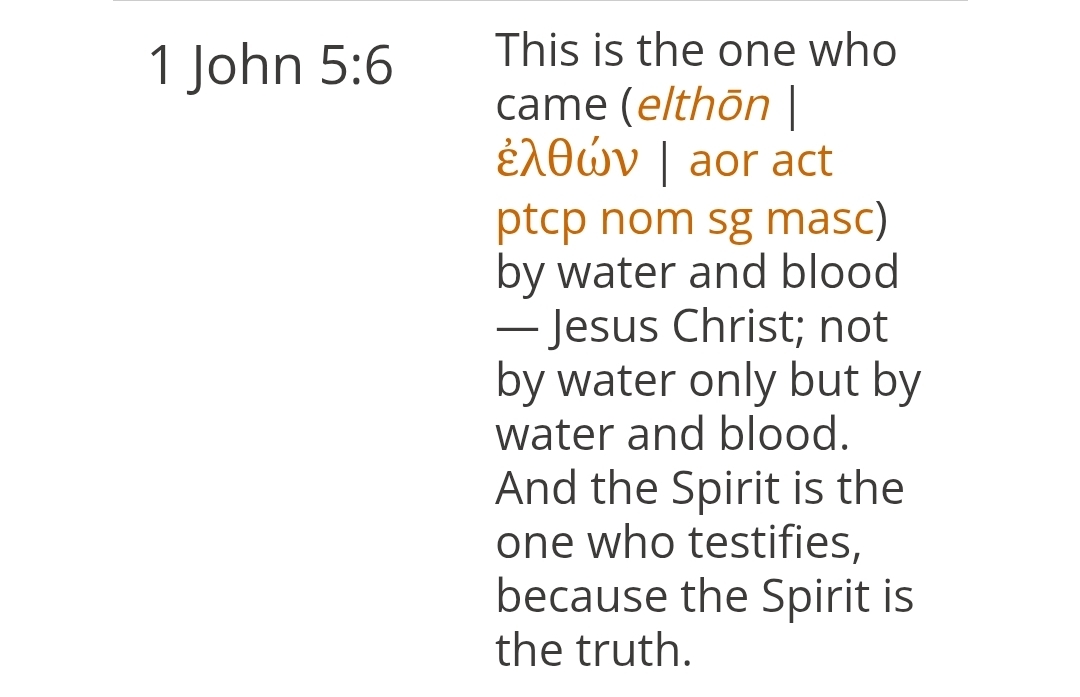 1 John 5:6
This is the one who
came (elthōn |
ἐλθών | aor act
ptcp nom sg masc)
by water and blood
— Jesus Christ; not
by water only but by
water and blood.
And the Spirit is the
one who testifies,
because the Spirit is
the truth.